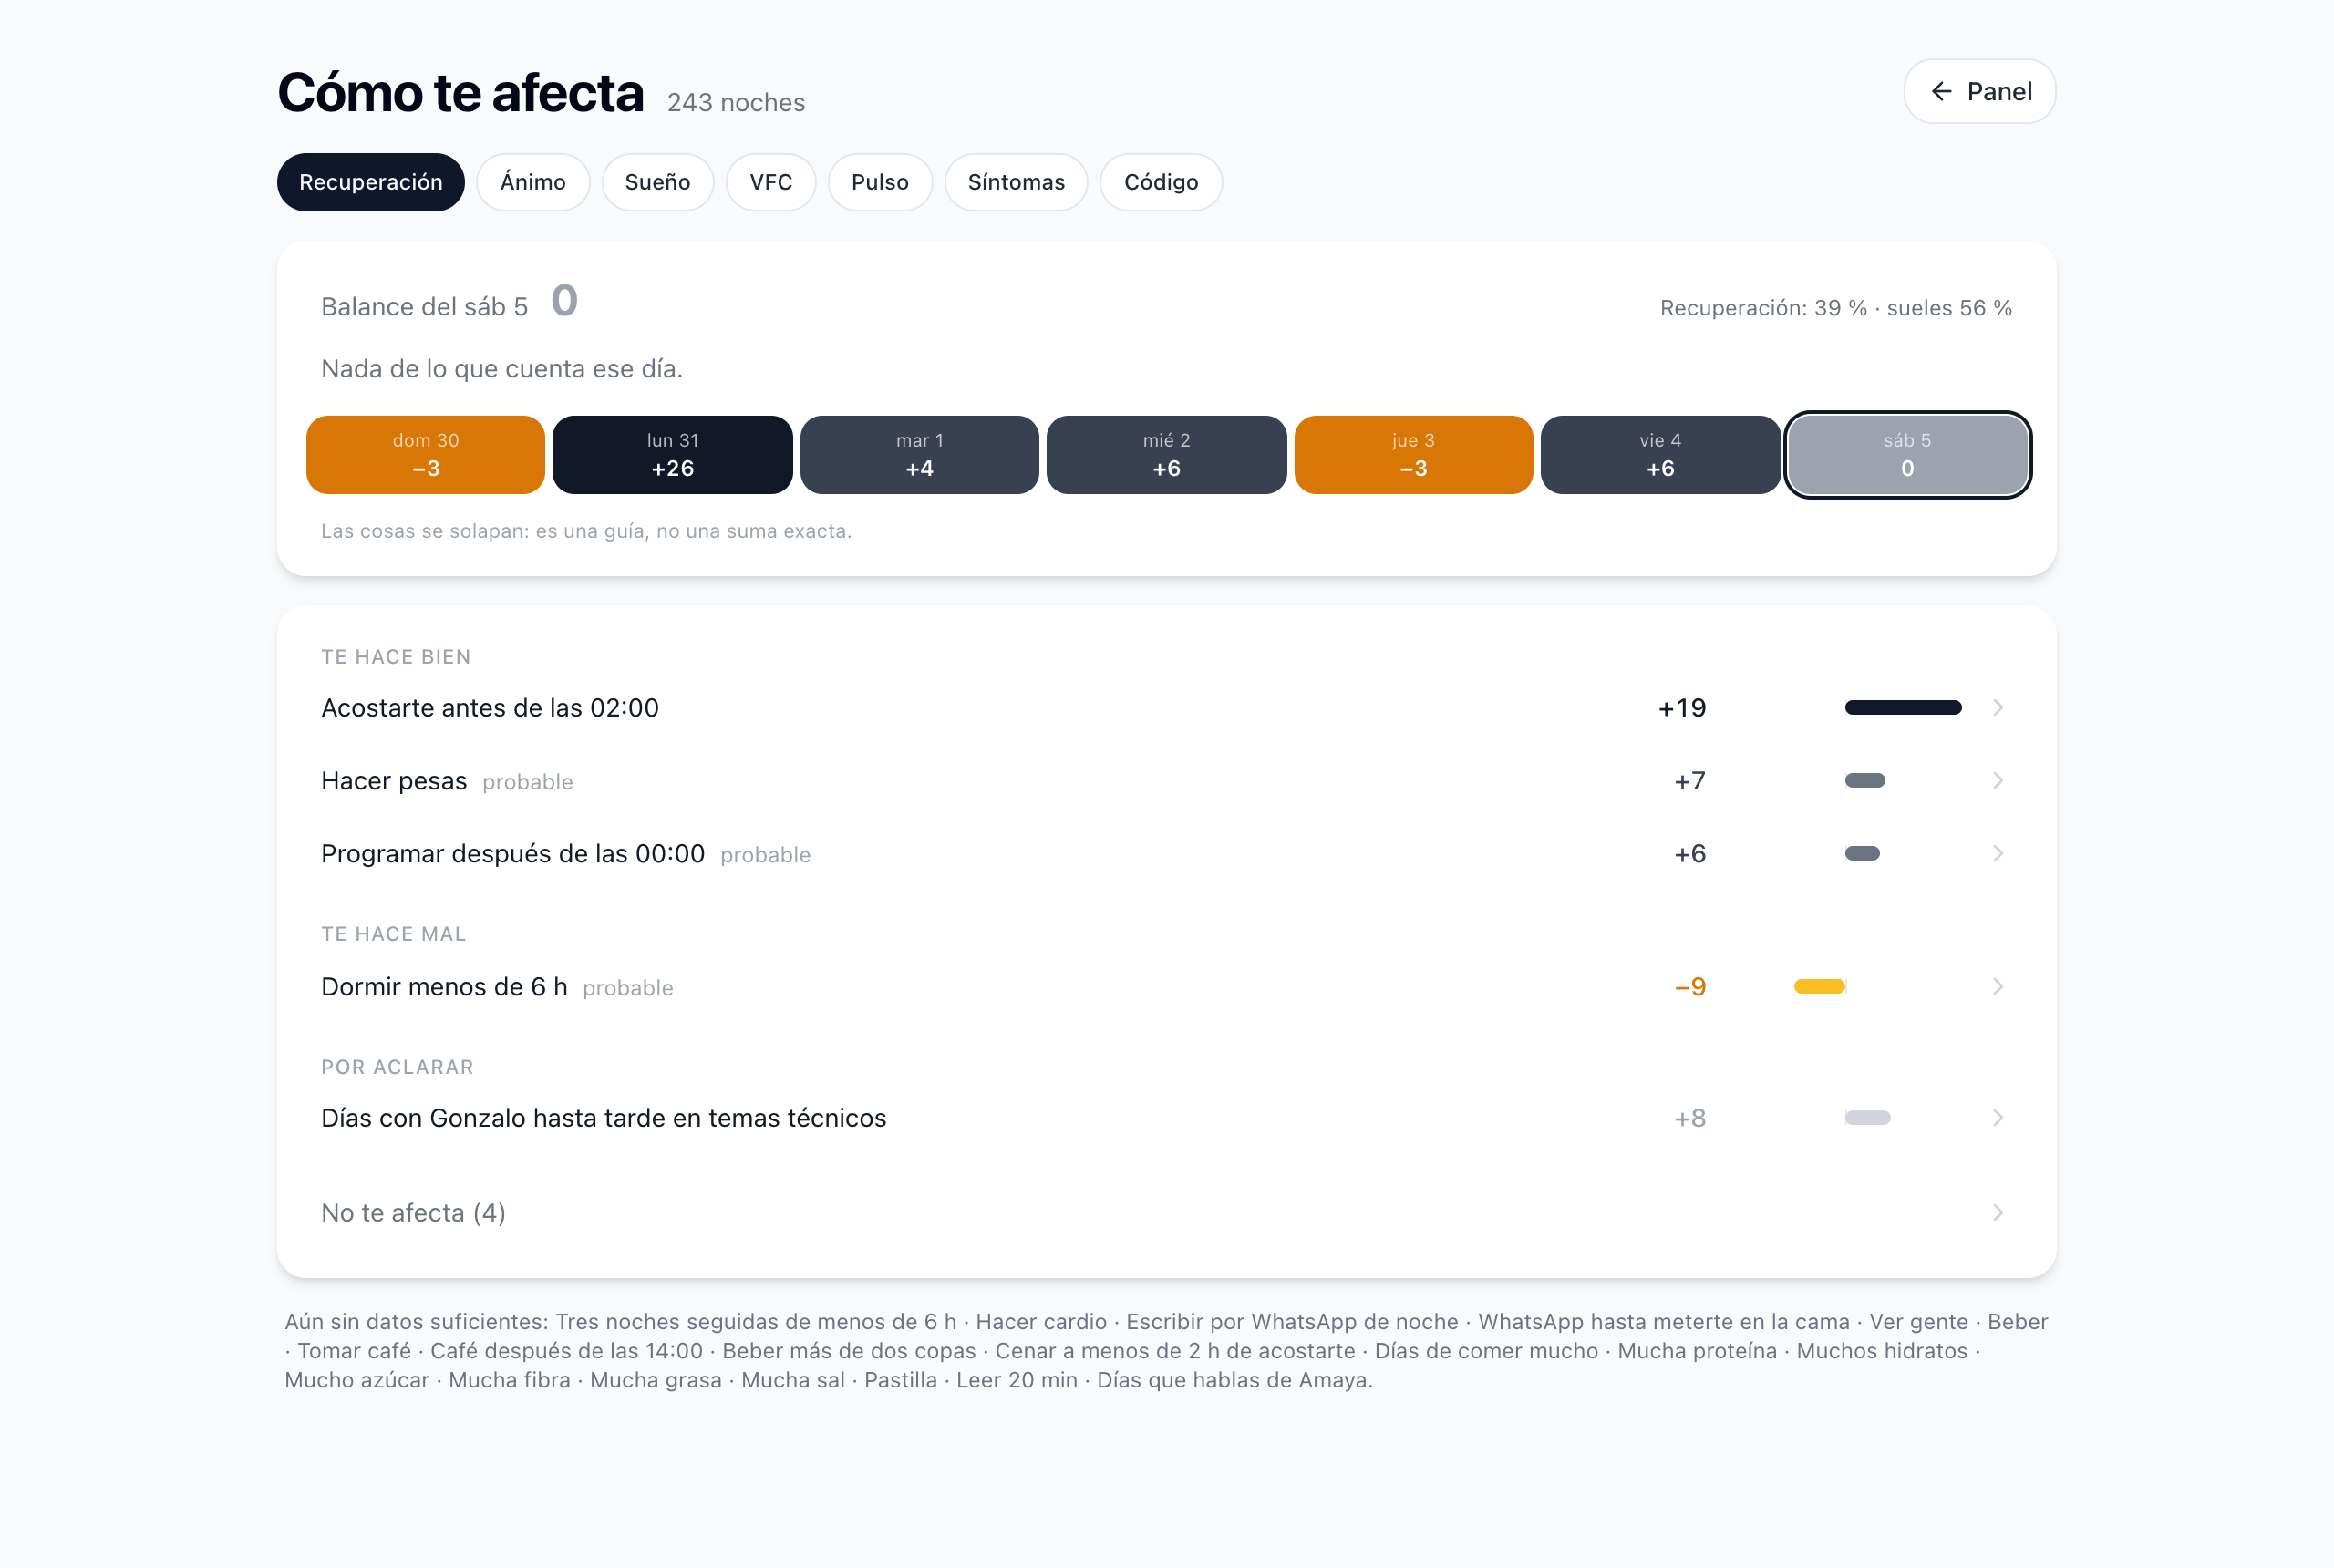 Cómo te afecta 243 noches
← Panel
Recuperación Ánimo Sueño VFC Pulso Síntomas Código
Balance del sáb 5 0
Recuperación: 39 % · sueles 56 %
Nada de lo que cuenta ese día.
dom 30 lun 31 mar 1 mié 2 jue 3 vie 4 sáb 5
−3 +26 +4 +6 −3 +6 0
Las cosas se solapan: es una guía, no una suma exacta.
TE HACE BIEN
Acostarte antes de las 02:00 +19
Hacer pesas probable +7
Programar después de las 00:00 probable +6
TE HACE MAL
Dormir menos de 6 h probable −9
POR ACLARAR
Días con Gonzalo hasta tarde en temas técnicos +8
No te afecta (4)
Aún sin datos suficientes: Tres noches seguidas de menos de 6 h · Hacer cardio · Escribir por WhatsApp de noche · WhatsApp hasta meterte en la cama · Ver gente · Beber
· Tomar café · Café después de las 14:00 · Beber más de dos copas · Cenar a menos de 2 h de acostarte · Días de comer mucho · Mucha proteína · Muchos hidratos ·
Mucho azúcar · Mucha fibra · Mucha grasa · Mucha sal · Pastilla · Leer 20 min · Días que hablas de Amaya.